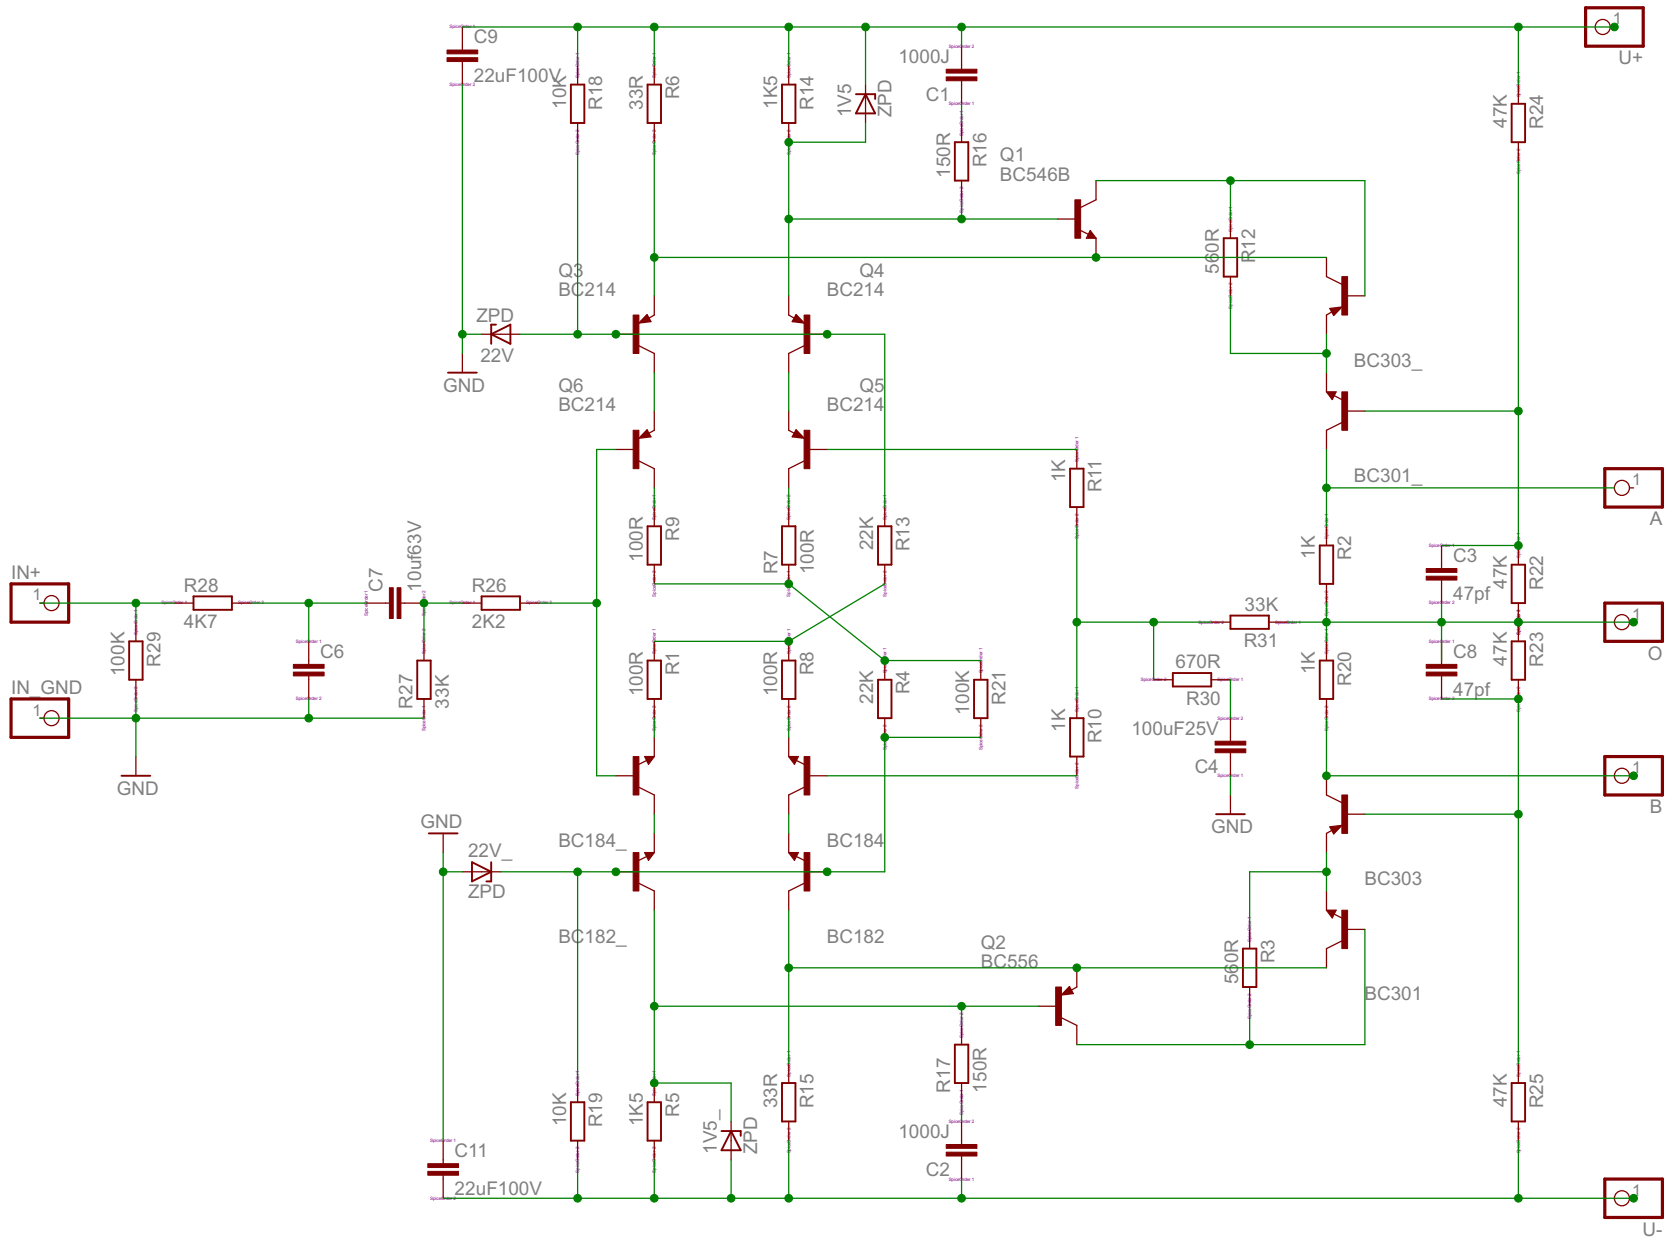 C9
22uF100V
10K
R18
33R
R6
1K5
R14
1V5
ZPD
1000J
C1
150R
R16
Q1
BC546B
47K
R24
1
U+
560R
R12
Q3
BC214
Q4
BC214
ZPD
22V
GND
Q6
BC214
Q5
BC214
BC303_
BC301_
1
A
1K
R11
100R
R9
R7
100R
22K
R13
1K
R2
C3
47pf
47K
R22
IN+
1
R28
4K7
C7
10uf63V
R26
2K2
33K
R31
1
O
100K
R29
C6
R27
33K
100R
R1
100R
R8
22K
R4
100K
R21
670R
R30
1K
R20
C8
47pf
47K
R23
IN_GND
1
GND
1K
R10
100uF25V
C4
GND
1
B
GND
22V_
ZPD
BC184_
BC184
BC303
BC182_
BC182
Q2
BC556
560R
R3
BC301
R17
150R
10K
R19
1K5
R5
1V5_
ZPD
33R
R15
1000J
C2
47K
R25
C11
22uF100V
1
U-